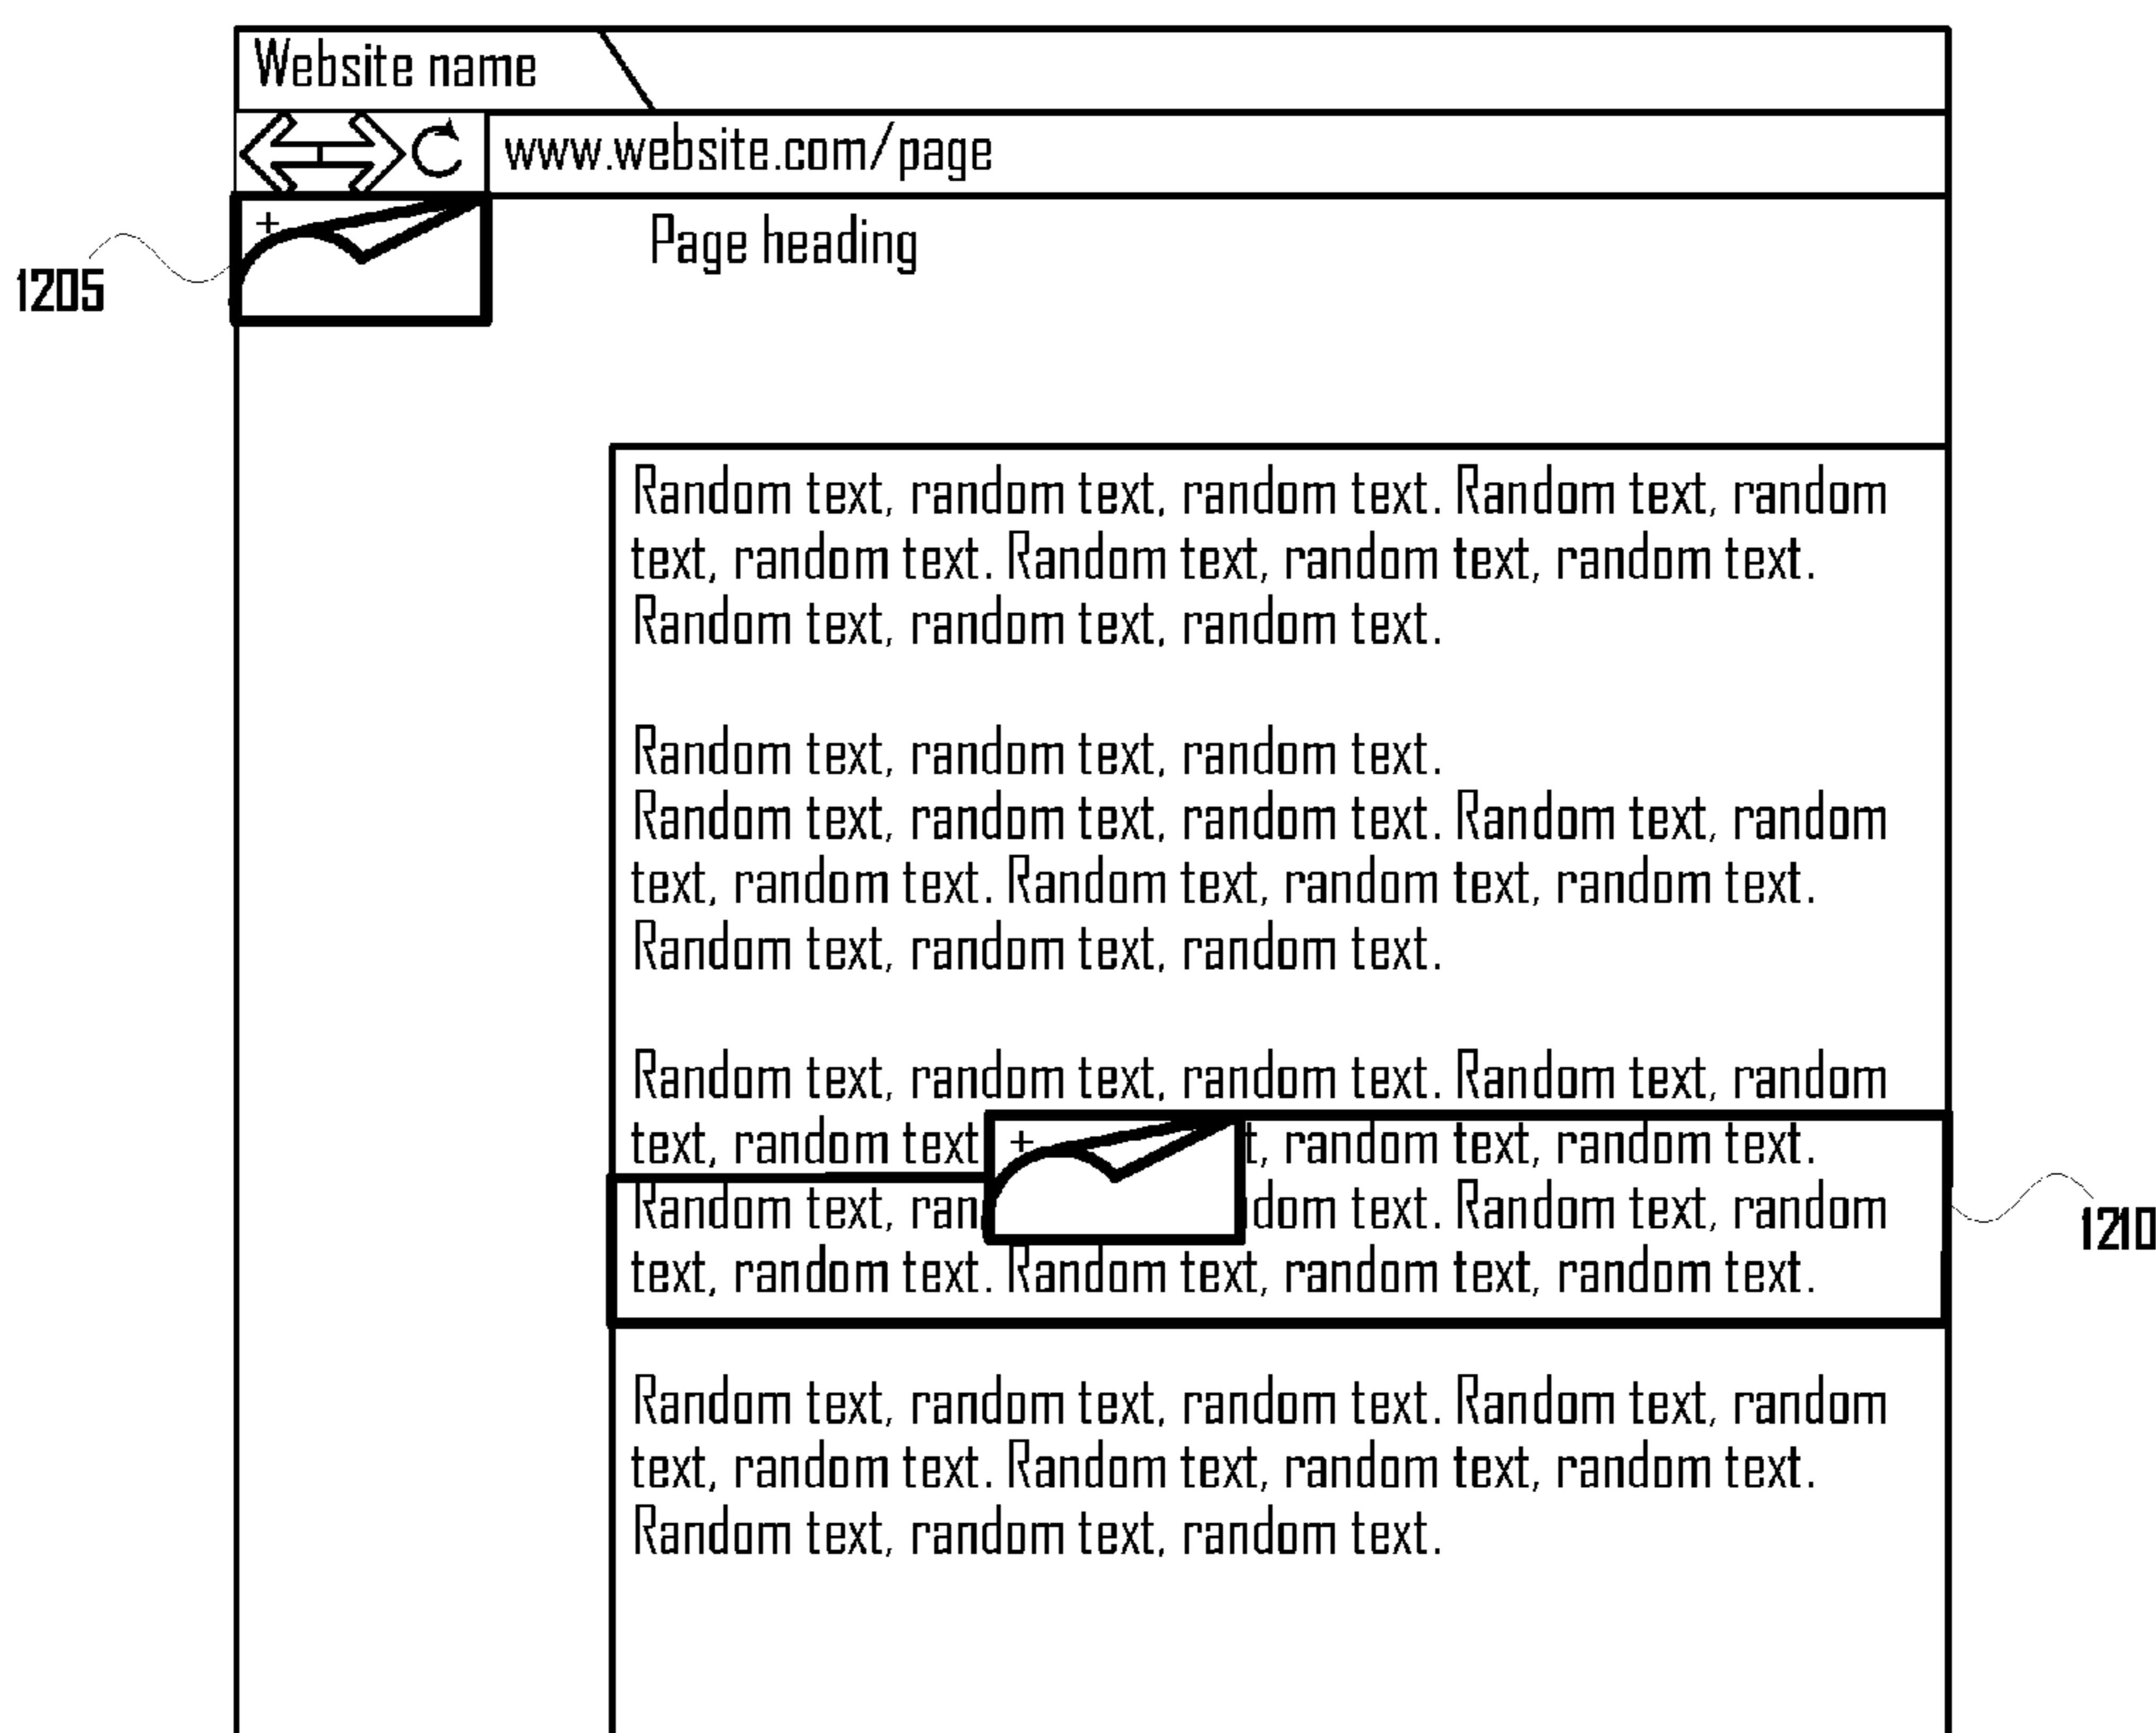 Website name
www.website.com/page
+
Page heading
1205
Random text, random text, random text. Random text, random
text, random text. Random text, random text, random text.
Random text, random text, random text.
Random text, random text, random text.
Random text, random text, random text. Random text, random
text, random text. Random text, random text, random text.
Random text, random text, random text.
Random text, random text, random text. Random text, random
text, random text + t, random text, random text.
Random text, ran dom text. Random text, random
1210
text, random text. Random text, random text, random text.
Random text, random text, random text. Random text, random
text, random text. Random text, random text, random text.
Random text, random text, random text.